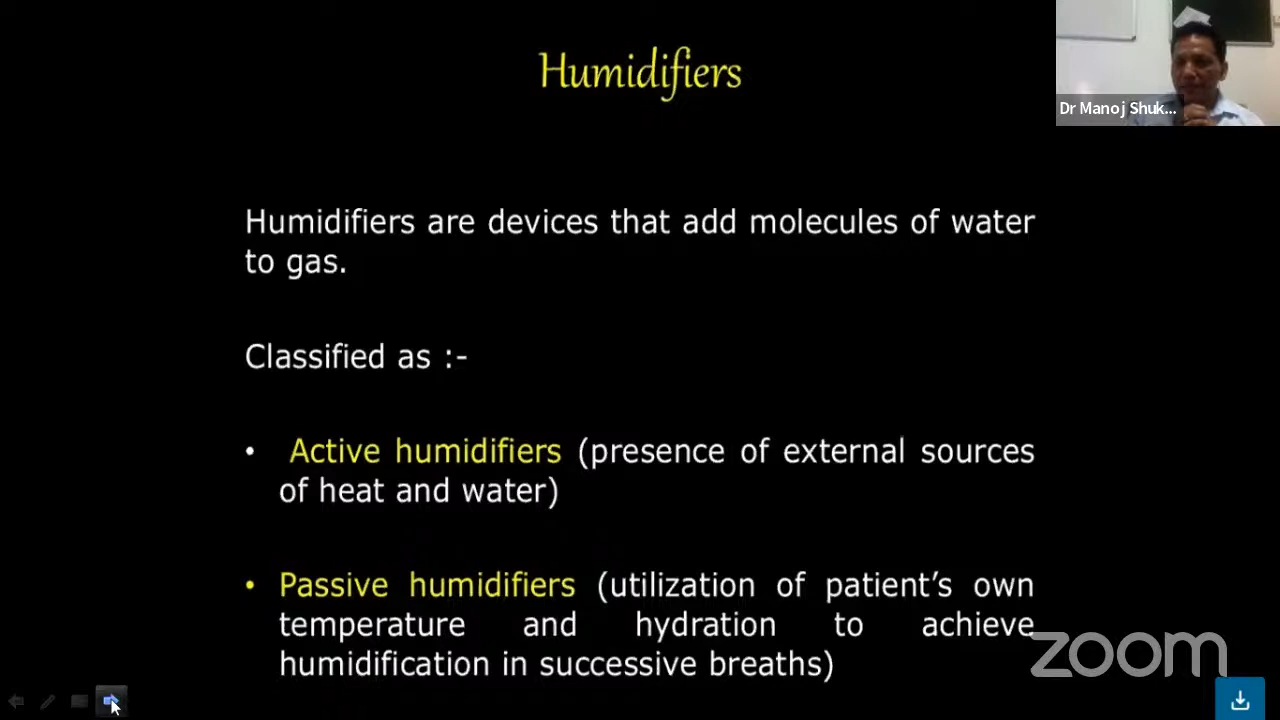 Humidifiers
Dr Manoj Shuk...
Humidifiers are devices that add molecules of water
to gas.
Classified as :-
• Active humidifiers (presence of external sources
of heat and water)
• Passive humidifiers (utilization of patient’s own
temperature and hydration to achieve
humidification in successive breaths)
zoom